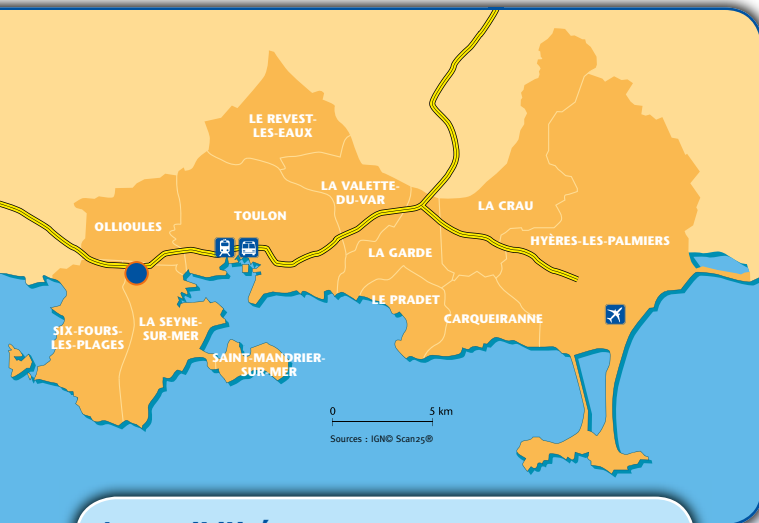 LE REVEST-
LES-EAUX
LA VALETTE-
DU-VAR
LA CRAU
TOULON
OLLIOULES
HYÈRES-LES-PALMIERS
LA GARDE
LE PRADET
CARQUEIRANNE
LA SEYNE-
SUR-MER
SIX-FOURS-
LES-PLAGES
SAINT-MANDRIER-
SUR-MER
0 5 km
Sources : IGN© Scan25®